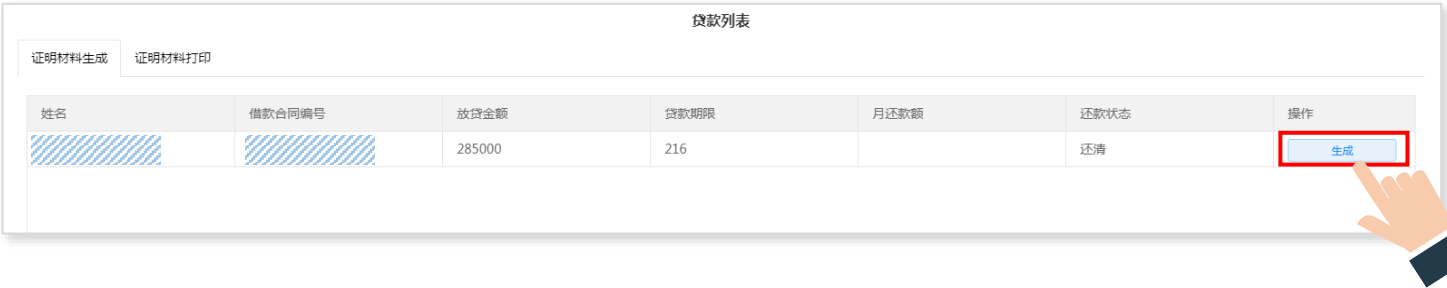 贷款列表
证明材料生成 证明材料打印
姓名 借款合同编号 放贷金额 贷款期限 月还款额 还款状态 操作
285000 216 还清 生成